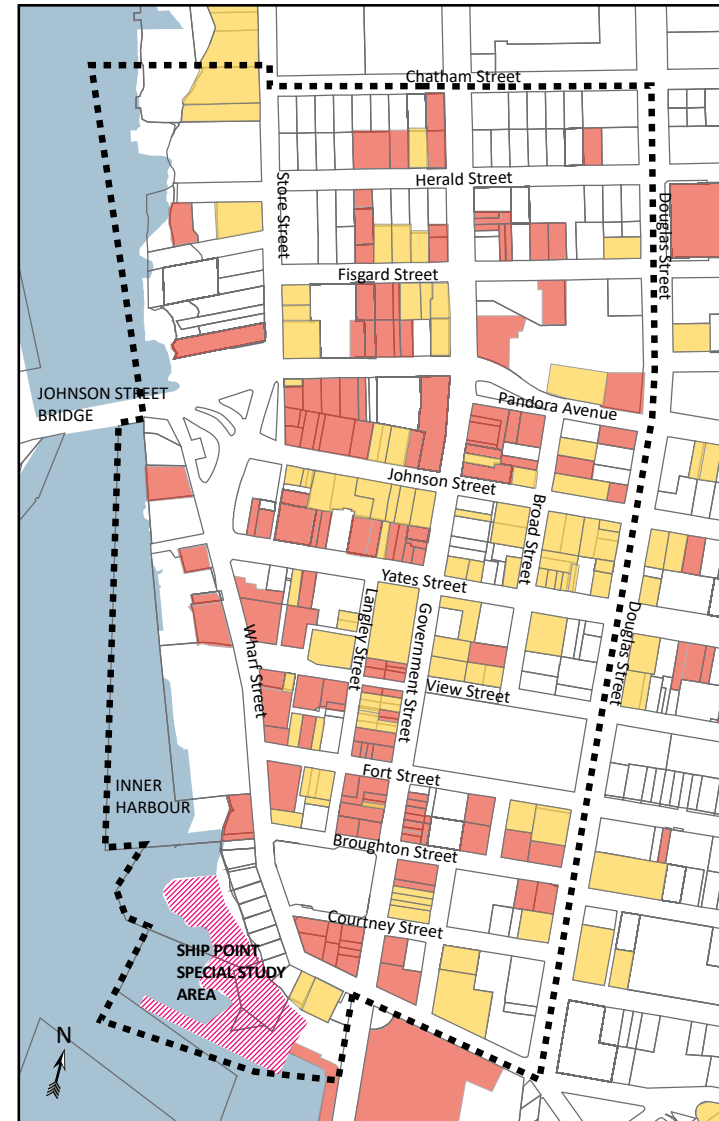 Chatham Street
Herald Street
Store Street
Douglas Street
Fisgard Street
JOHNSON STREET
BRIDGE
Pandora Avenue
Johnson Street
Broad Street
Yates Street
Langley Street
Government Street
Douglas Street
Wharf Street
View Street
Fort Street
INNER
HARBOUR
Broughton Street
Courtney Street
SHIP POINT
SPECIAL STUDY
AREA
N